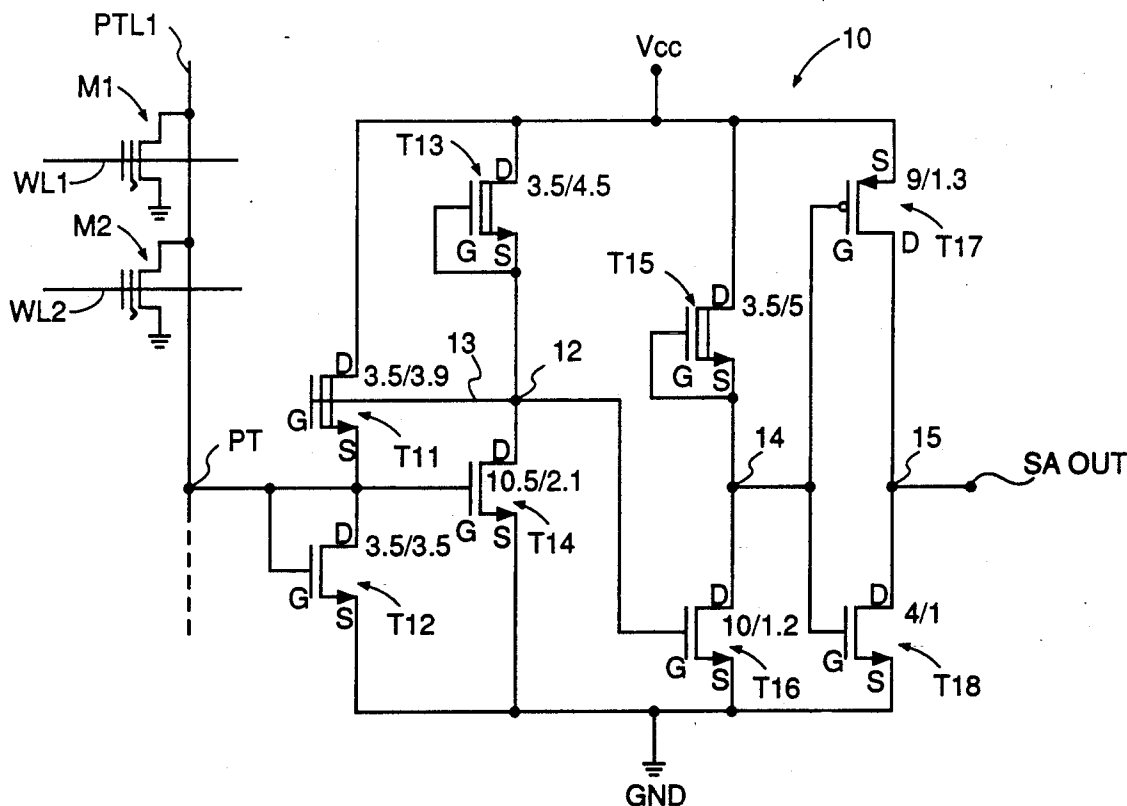 PTL1
10
Vcc
M1
T13
D
S
3.5/4.5
9/1.3
WL1
G
S
G
D
T17
M2
T15
D
3.5/5
WL2
G
S
13
12
D
3.5/3.9
G
S
T11
14
15
PT
D
SA OUT
10.5/2.1
G
S
T14
D
3.5/3.5
G
S
T12
D
10/1.2
G
S
T16
D
4/1
G
S
T18
GND